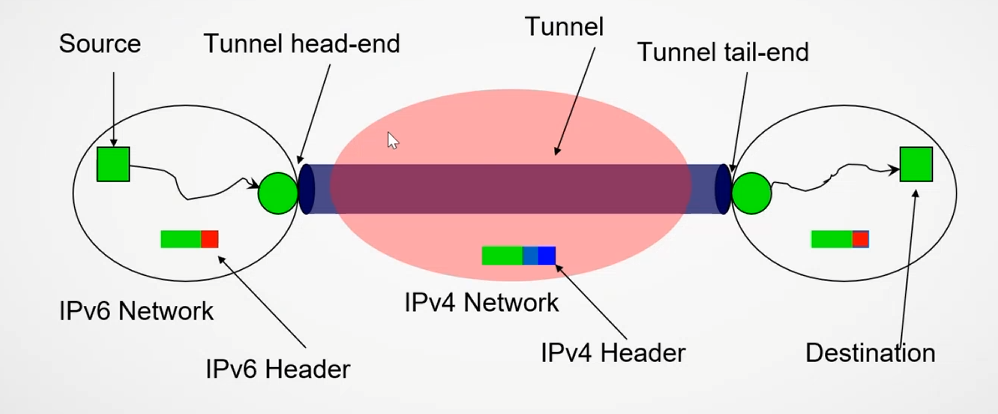 Source
Tunnel head-end
Tunnel
Tunnel tail-end
IPv6 Network
IPv4 Network
IPv6 Header
IPv4 Header
Destination